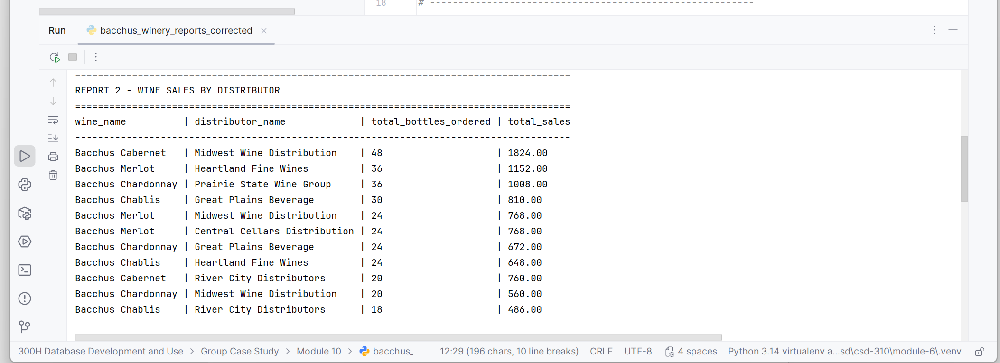 18 # ---------------------------------------------------------
Run bacchus_winery_reports_corrected
=======================================================================================
REPORT 2 - WINE SALES BY DISTRIBUTOR
=======================================================================================
wine_name          | distributor_name             | total_bottles_ordered | total_sales
---------------------------------------------------------------------------------------
Bacchus Cabernet   | Midwest Wine Distribution    | 48                    | 1824.00
Bacchus Merlot     | Heartland Fine Wines         | 36                    | 1152.00
Bacchus Chardonnay | Prairie State Wine Group     | 36                    | 1008.00
Bacchus Chablis    | Great Plains Beverage        | 30                    | 810.00
Bacchus Merlot     | Midwest Wine Distribution    | 24                    | 768.00
Bacchus Merlot     | Central Cellars Distribution | 24                    | 768.00
Bacchus Chardonnay | Great Plains Beverage        | 24                    | 672.00
Bacchus Chablis    | Heartland Fine Wines         | 24                    | 648.00
Bacchus Cabernet   | River City Distributors      | 20                    | 760.00
Bacchus Chardonnay | Midwest Wine Distribution    | 20                    | 560.00
Bacchus Chablis    | River City Distributors      | 18                    | 486.00
300H Database Development and Use > Group Case Study > Module 10 > bacchus_ 12:29 (196 chars, 10 line breaks) CRLF UTF-8 4 spaces Python 3.14 virtualenv a...sd\csd-310\module-6\.venv